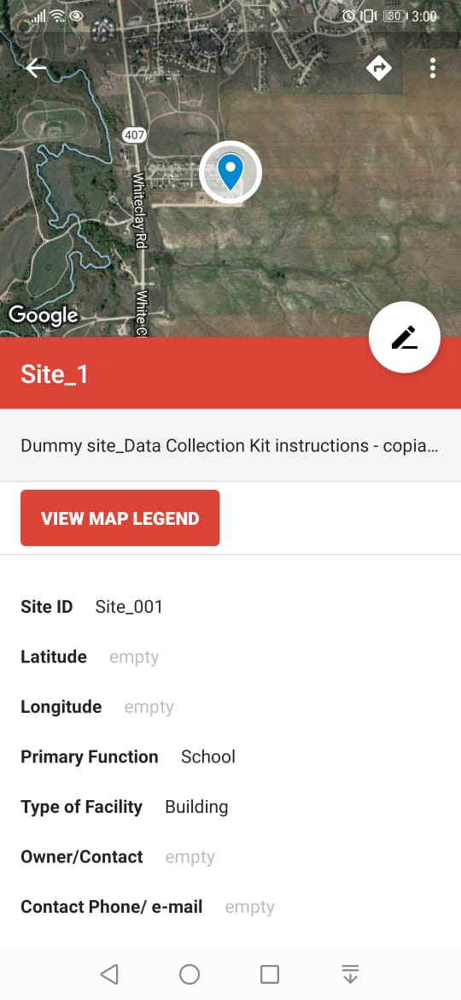 30 3:00
407
Whiteclay Rd
White Cl
Google
Site_1
Dummy site_Data Collection Kit instructions - copia...
VIEW MAP LEGEND
Site ID Site_001
Latitude empty
Longitude empty
Primary Function School
Type of Facility Building
Owner/Contact empty
Contact Phone/ e-mail empty